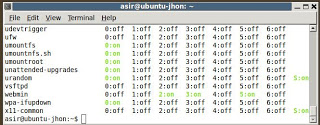 asir@ubuntu-jhon: ~
File Edit View Terminal Help
udevtrigger 0:off 1:off 2:off 3:off 4:off 5:off 6:off
ufw 0:off 1:off 2:off 3:off 4:off 5:off 6:off
umountfs 0:on 1:off 2:off 3:off 4:off 5:off 6:off
umountnfs.sh 0:on 1:off 2:off 3:off 4:off 5:off 6:off
umountroot 0:on 1:off 2:off 3:off 4:off 5:off 6:off
unattended-upgrades 0:on 1:off 2:off 3:off 4:off 5:off 6:off
urandom 0:on 1:off 2:off 3:off 4:off 5:off 6:off S:on
vsftpd 0:off 1:off 2:off 3:off 4:off 5:off 6:off
webmin 0:off 1:off 2:on 3:on 4:off 5:on 6:off
wpa-ifupdown 0:on 1:off 2:off 3:off 4:off 5:off 6:off
x11-common 0:off 1:off 2:off 3:off 4:off 5:off 6:off S:on
asir@ubuntu-jhon:~$